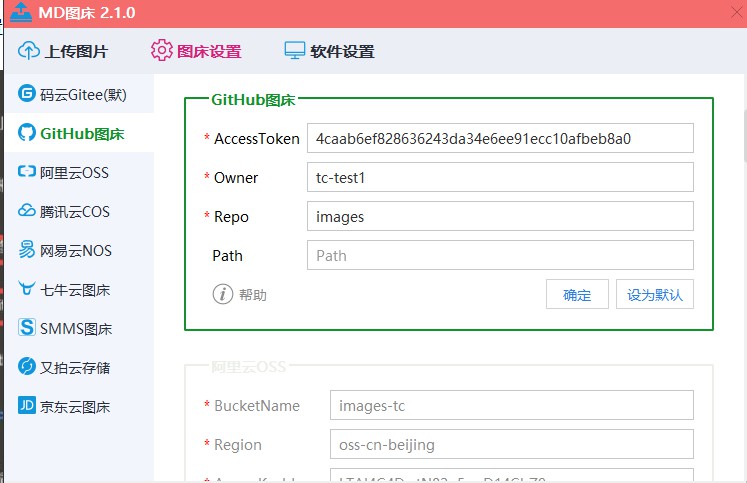 MD图床 2.1.0
上传图片 图床设置 软件设置
码云Gitee(默)
GitHub图床
阿里云OSS
腾讯云COS
网易云NOS
七牛云图床
SMMS图床
又拍云存储
京东云图床
GitHub图床
* AccessToken 4caab6ef828636243da34e6ee91ecc10afbeb8a0
* Owner tc-test1
* Repo images
Path Path
帮助 确定 设为默认
阿里云OSS
* BucketName images-tc
* Region oss-cn-beijing